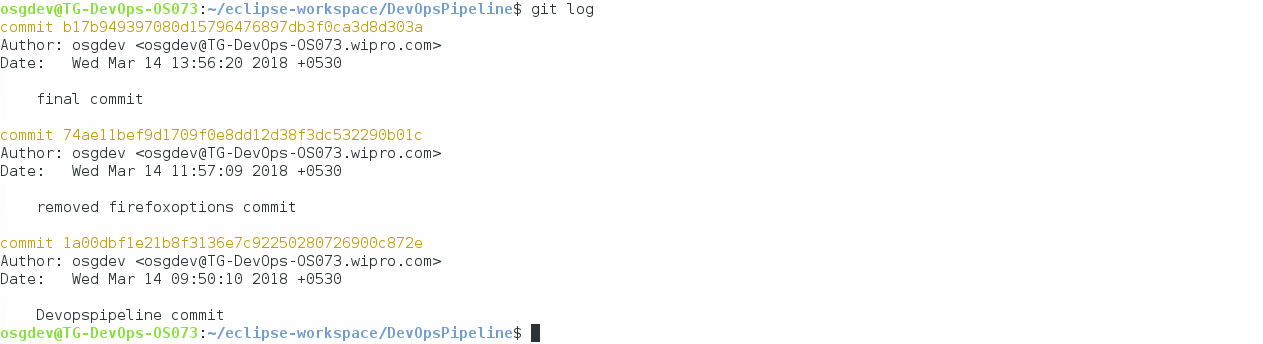 osgdev@TG-DevOps-OS073:~/eclipse-workspace/DevOpsPipeline$ git log
commit b17b949397080d15796476897db3f0ca3d8d303a
Author: osgdev <osgdev@TG-DevOps-OS073.wipro.com>
Date:   Wed Mar 14 13:56:20 2018 +0530
    final commit
commit 74ae11bef9d1709f0e8dd12d38f3dc532290b01c
Author: osgdev <osgdev@TG-DevOps-OS073.wipro.com>
Date:   Wed Mar 14 11:57:09 2018 +0530
    removed firefoxoptions commit
commit 1a00dbf1e21b8f3136e7c92250280726900c872e
Author: osgdev <osgdev@TG-DevOps-OS073.wipro.com>
Date:   Wed Mar 14 09:50:10 2018 +0530
    Devopspipeline commit
osgdev@TG-DevOps-OS073:~/eclipse-workspace/DevOpsPipeline$